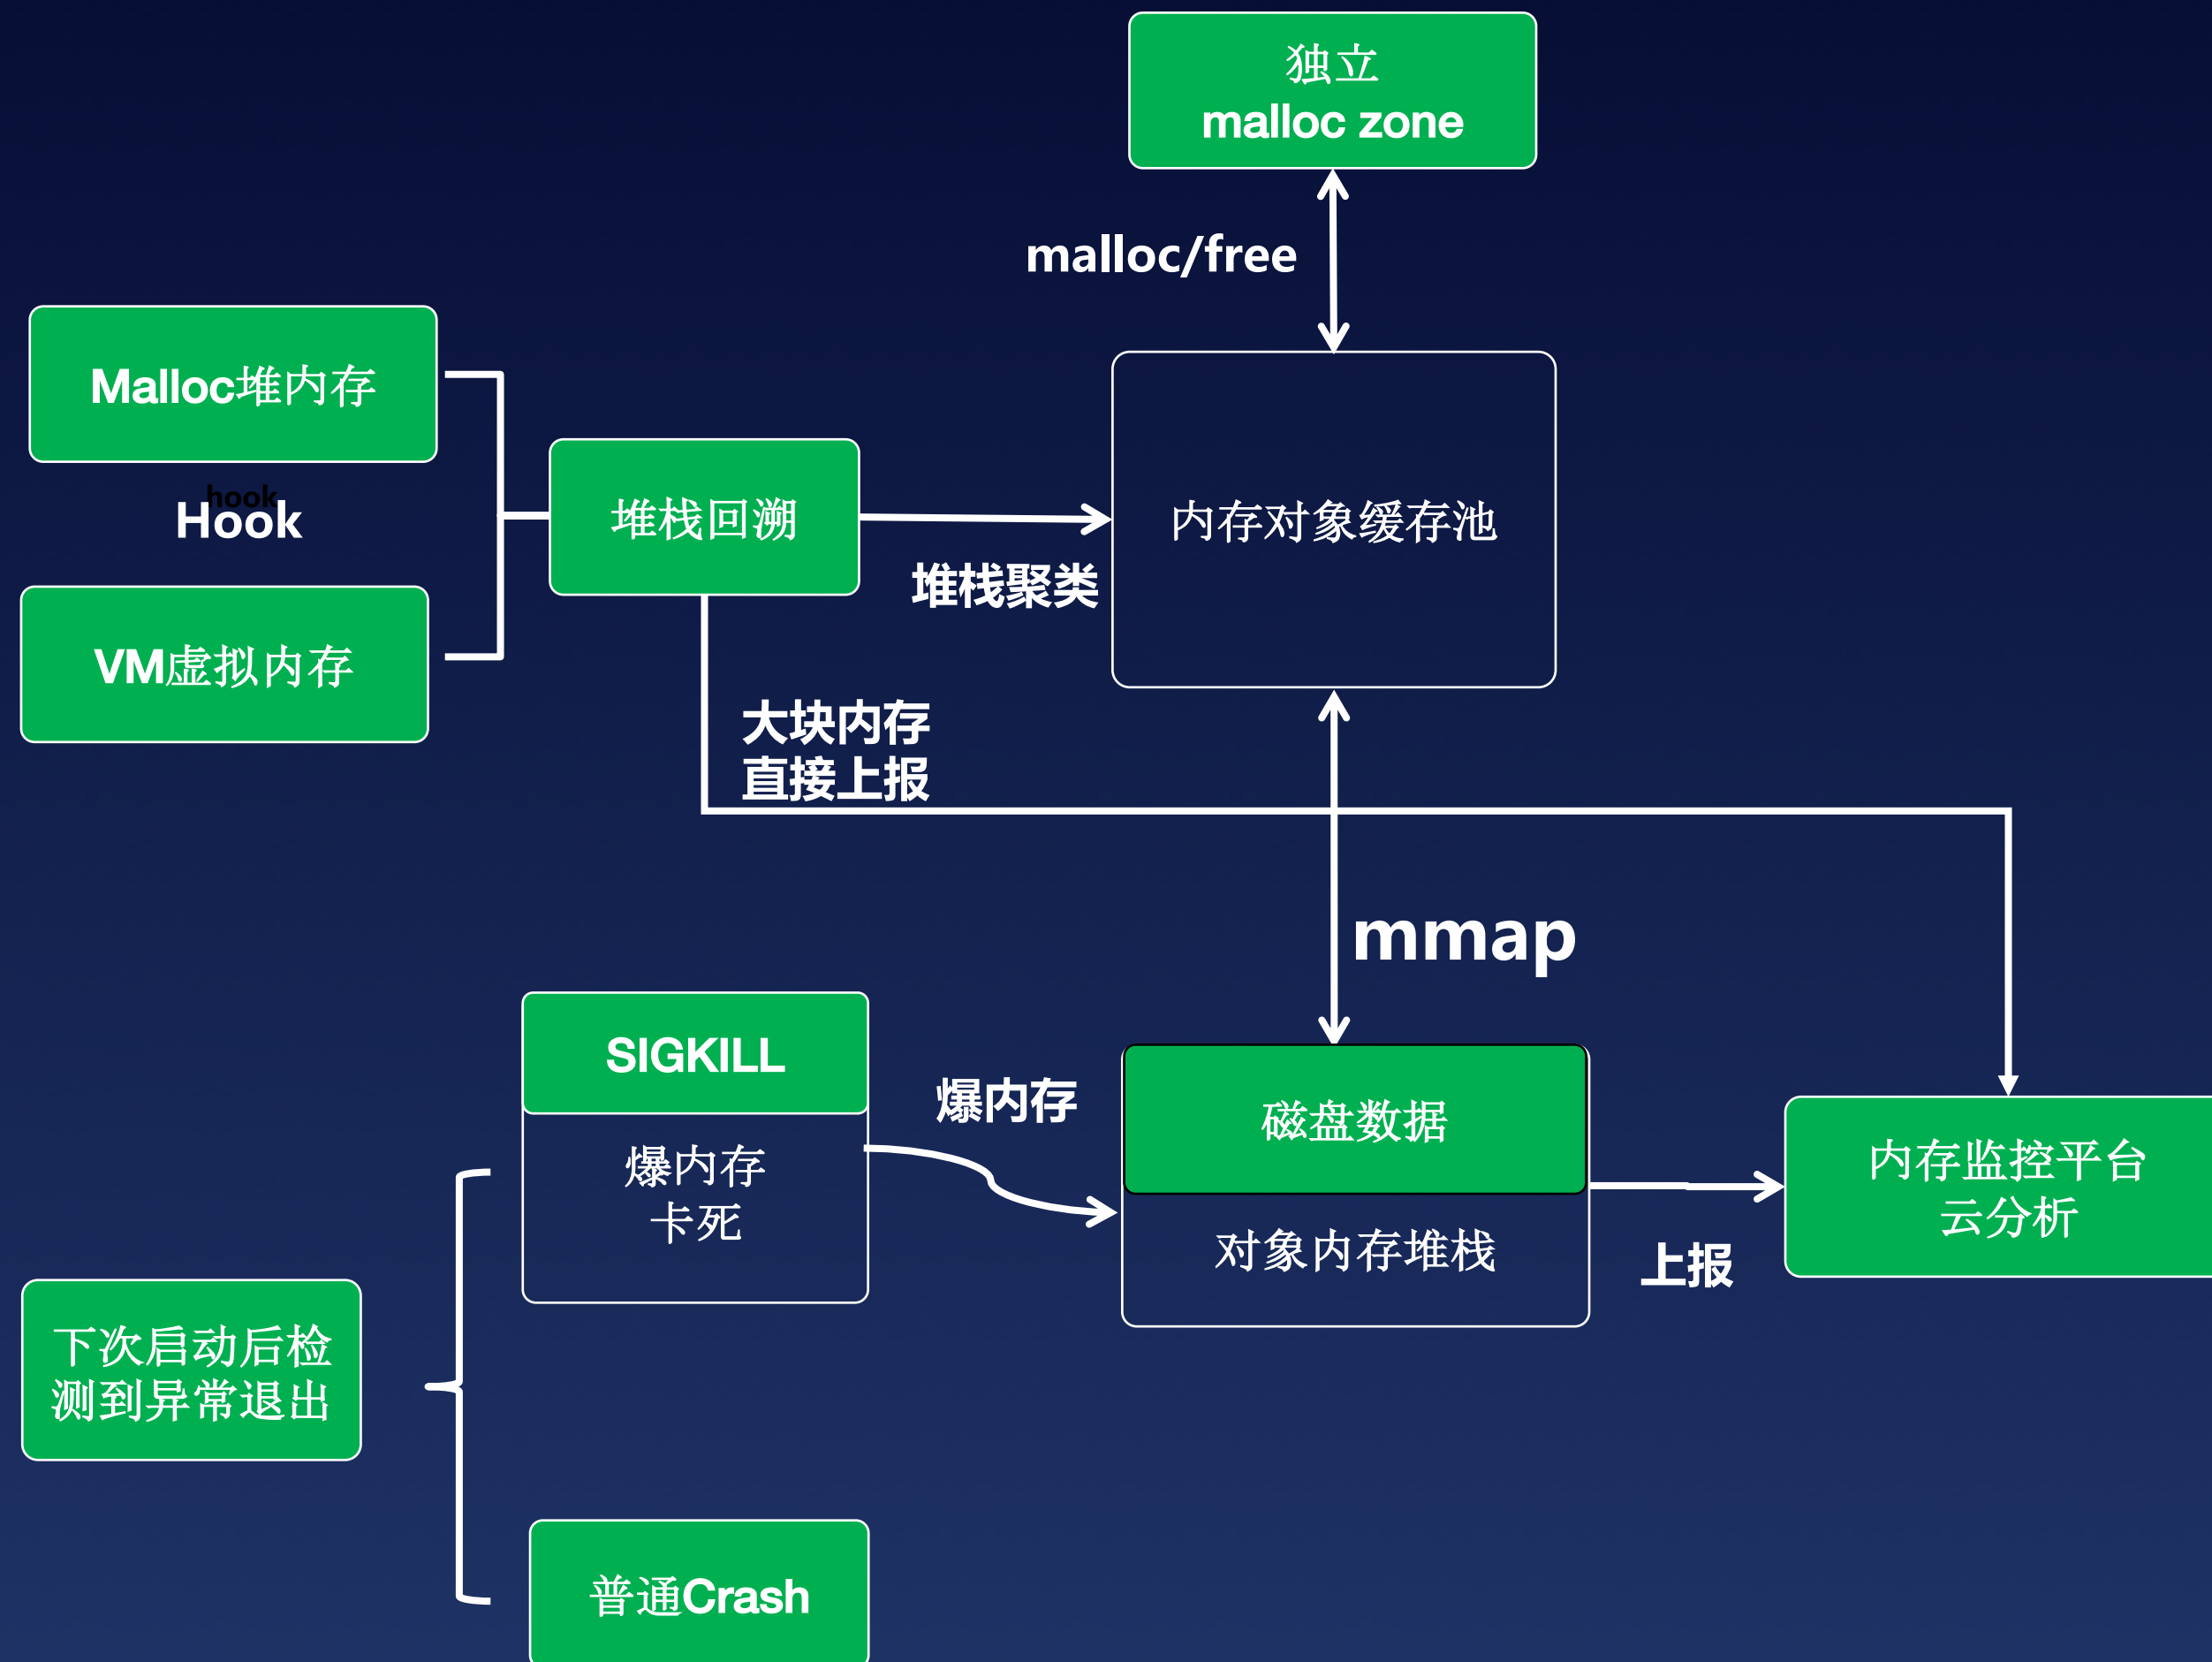 独立
malloc zone
malloc/free
Malloc堆内存
hook
Hook
VM虚拟内存
堆栈回溯
堆栈聚类
内存对象缓存池
大块内存
直接上报
mmap
SIGKILL
爆内存
卡死
爆内存
磁盘数据
对象内存堆栈
上报
内存监控平台
云分析
下次启动后检
测到异常退出
普通Crash